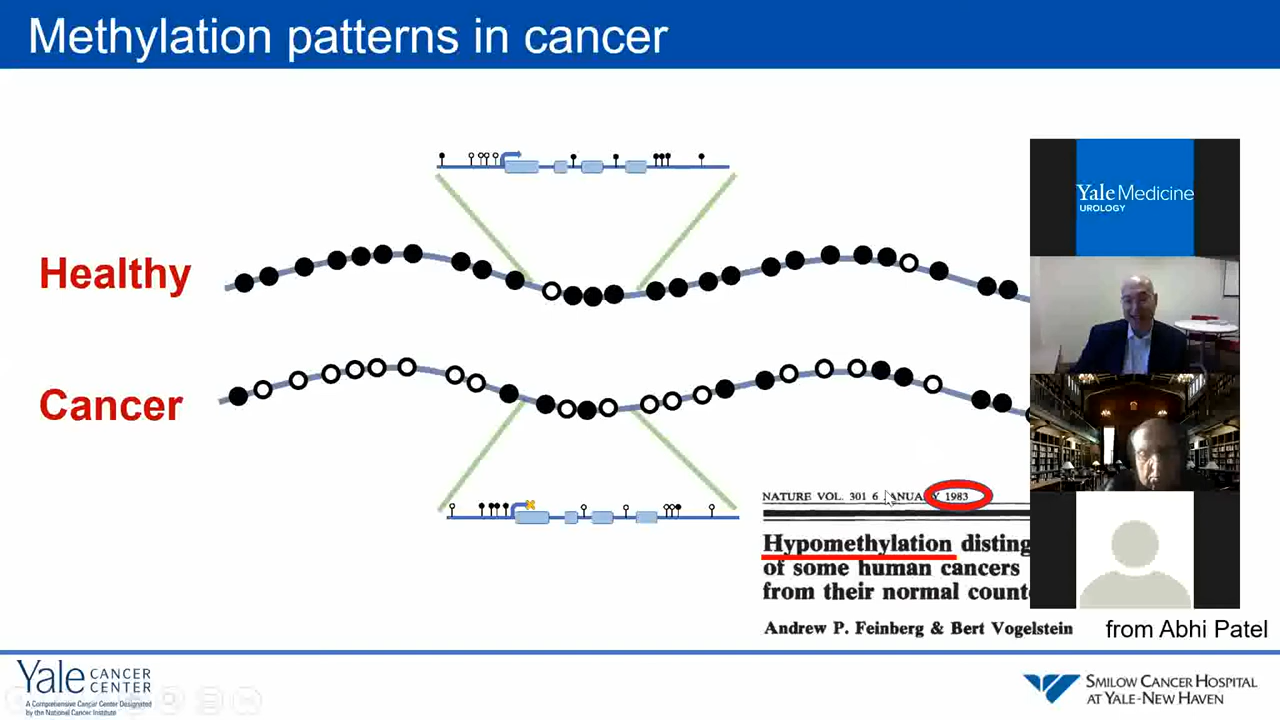 Methylation patterns in cancer
Yale Medicine
UROLOGY
Healthy
Cancer
NATURE VOL. 301 6 JANUARY 1983
Hypomethylation disting
of some human cancers
from their normal count
Andrew P. Feinberg & Bert Vogelstein
from Abhi Patel
Yale CANCER
CENTER
A Comprehensive Cancer Center Designated
by the National Cancer Institute
SMILOW CANCER HOSPITAL
AT YALE-NEW HAVEN